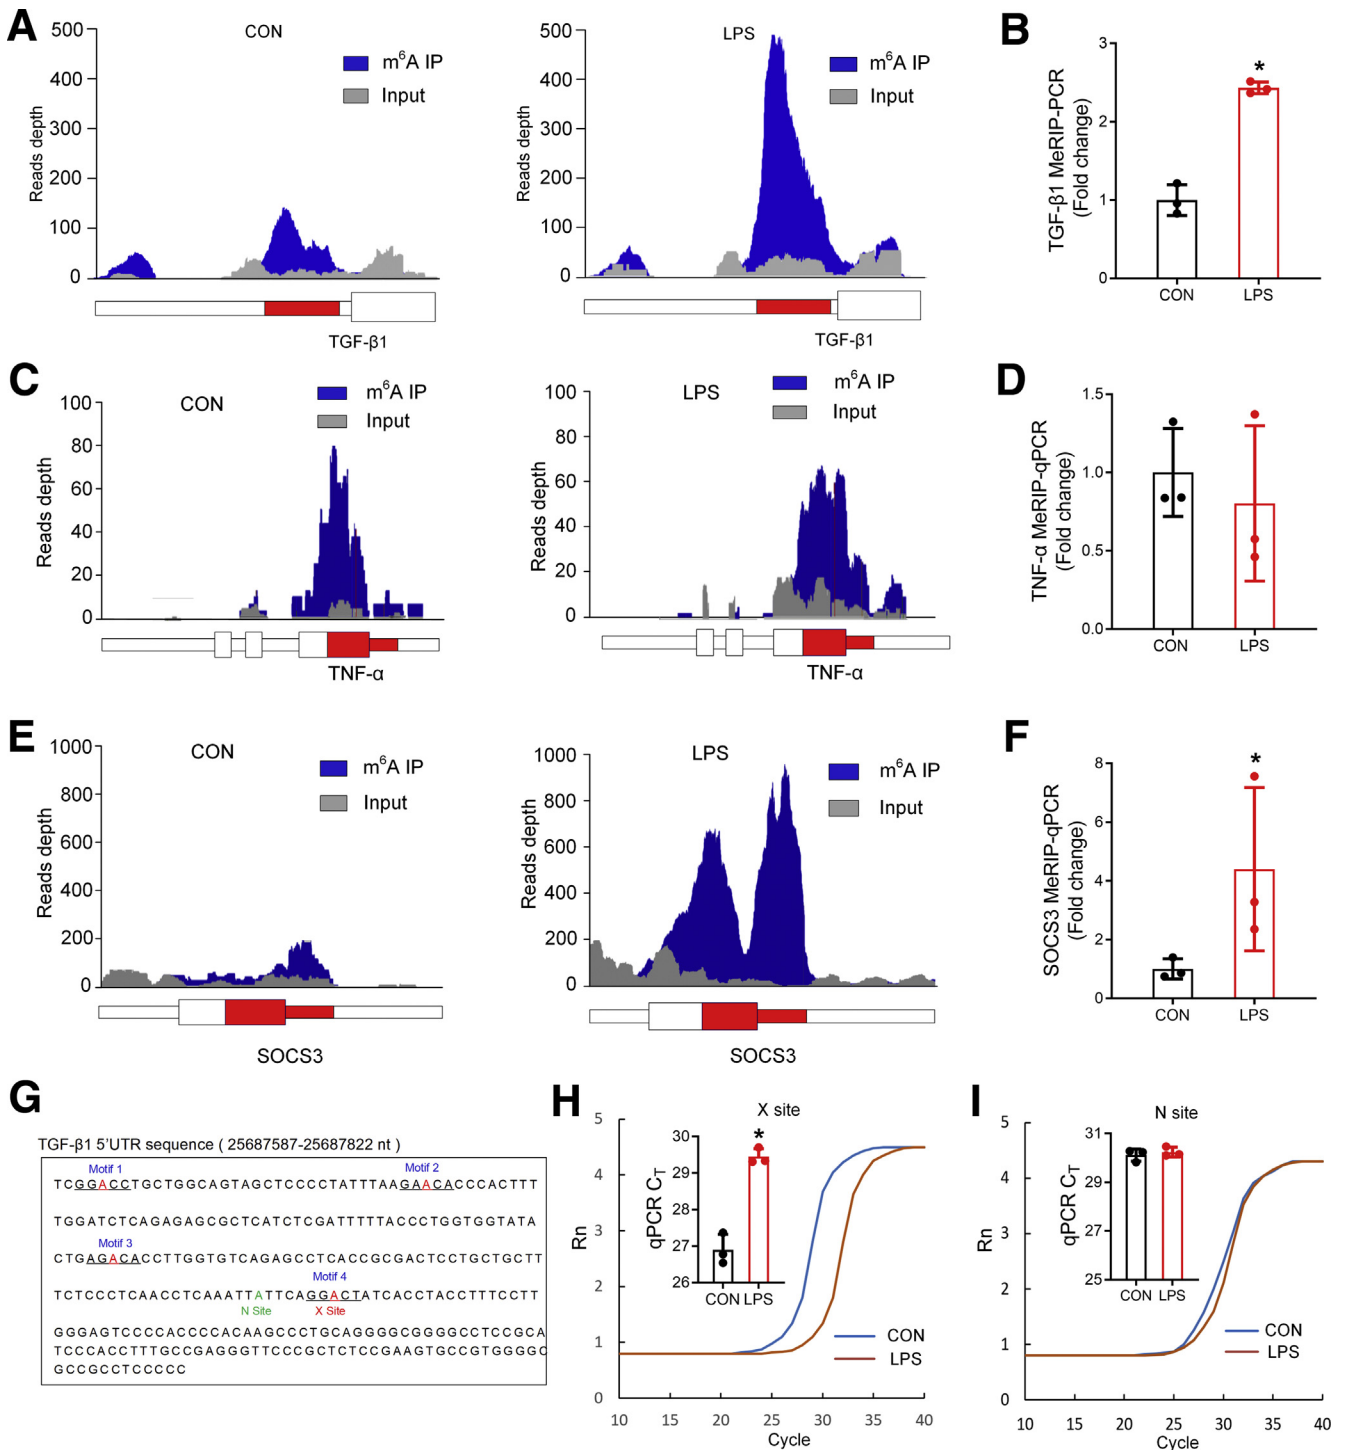 A
CON
m⁶A IP
Input
Reads depth
500
400
300
200
100
0
TGF-β1
LPS
m⁶A IP
Input
Reads depth
500
400
300
200
100
0
TGF-β1
B
TGF-β1 MeRIP-PCR
(Fold change)
3
2
1
0
*
CON
LPS
C
CON
m⁶A IP
Input
Reads depth
100
80
60
40
20
0
TNF-α
LPS
m⁶A IP
Input
Reads depth
100
80
60
40
20
0
TNF-α
D
TNF-α MeRIP-qPCR
(Fold change)
1.5
1.0
0.5
0.0
CON
LPS
E
CON
m⁶A IP
Input
Reads depth
1000
800
600
400
200
0
SOCS3
LPS
m⁶A IP
Input
Reads depth
1000
800
600
400
200
0
SOCS3
F
SOCS3 MeRIP-qPCR
(Fold change)
8
6
4
2
0
*
CON
LPS
G
TGF-β1 5'UTR sequence ( 25687587-25687822 nt )
Motif 1 Motif 2
TCGGACCTGCTGGCAGTAGCTCCCCTATTTAAGAACACCCACTTT
TGGATCTCAGAGAGCGCTCATCTCGATTTTTACCCTGGTGGTATA
Motif 3
CTGAGACACCTTGGTGTCAGAGCCTCACCGCGACTCCTGCTGCTT
Motif 4
TCTCCCTCAACCTCAAATTATTCAGGACTATCACCTACCTTTCCTT
N Site X Site
GGGAGTCCCCACCCCACAAGCCCTGCAGGGGCGGGGCCTCCGCA
TCCCACCTTTGCCGAGGGTTCCCGCTCTCCGAAGTGCCGTGGGGC
GCCGCCTCCCCC
H
X site
Rn
5
4
3
2
1
0
qPCR Cᴛ
30
29
28
27
26
*
CON LPS
CON
LPS
10 15 20 25 30 35 40
Cycle
I
N site
Rn
5
4
3
2
1
0
qPCR Cᴛ
31
29
27
25
CON LPS
CON
LPS
10 15 20 25 30 35 40
Cycle